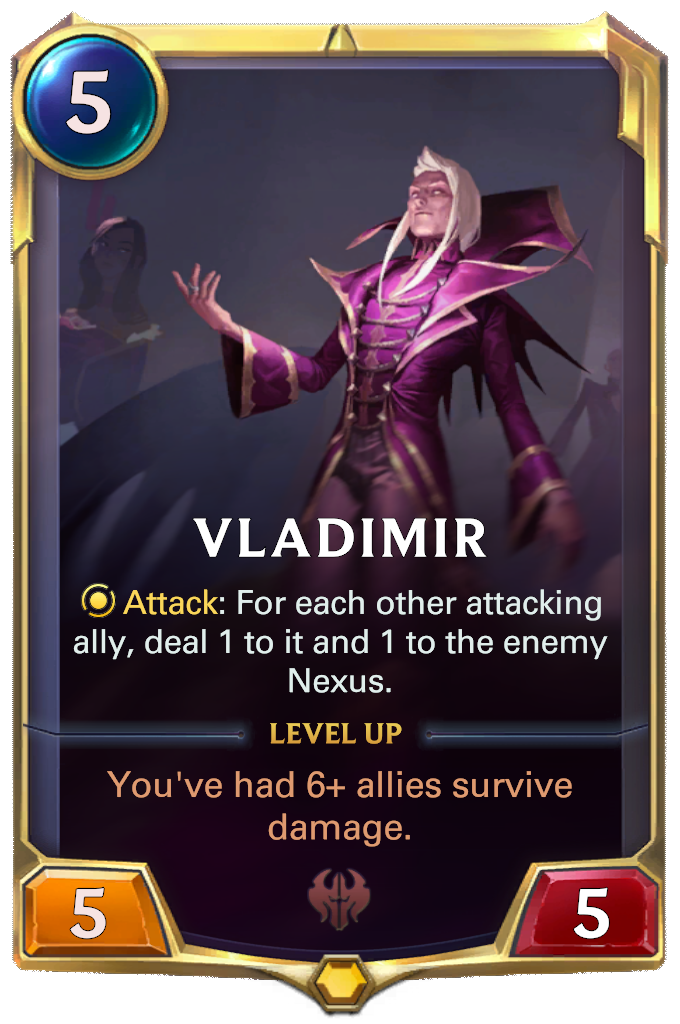 5
VLADIMIR
Attack: For each other attacking
ally, deal 1 to it and 1 to the enemy
Nexus.
LEVEL UP
You've had 6+ allies survive
damage.
5
5